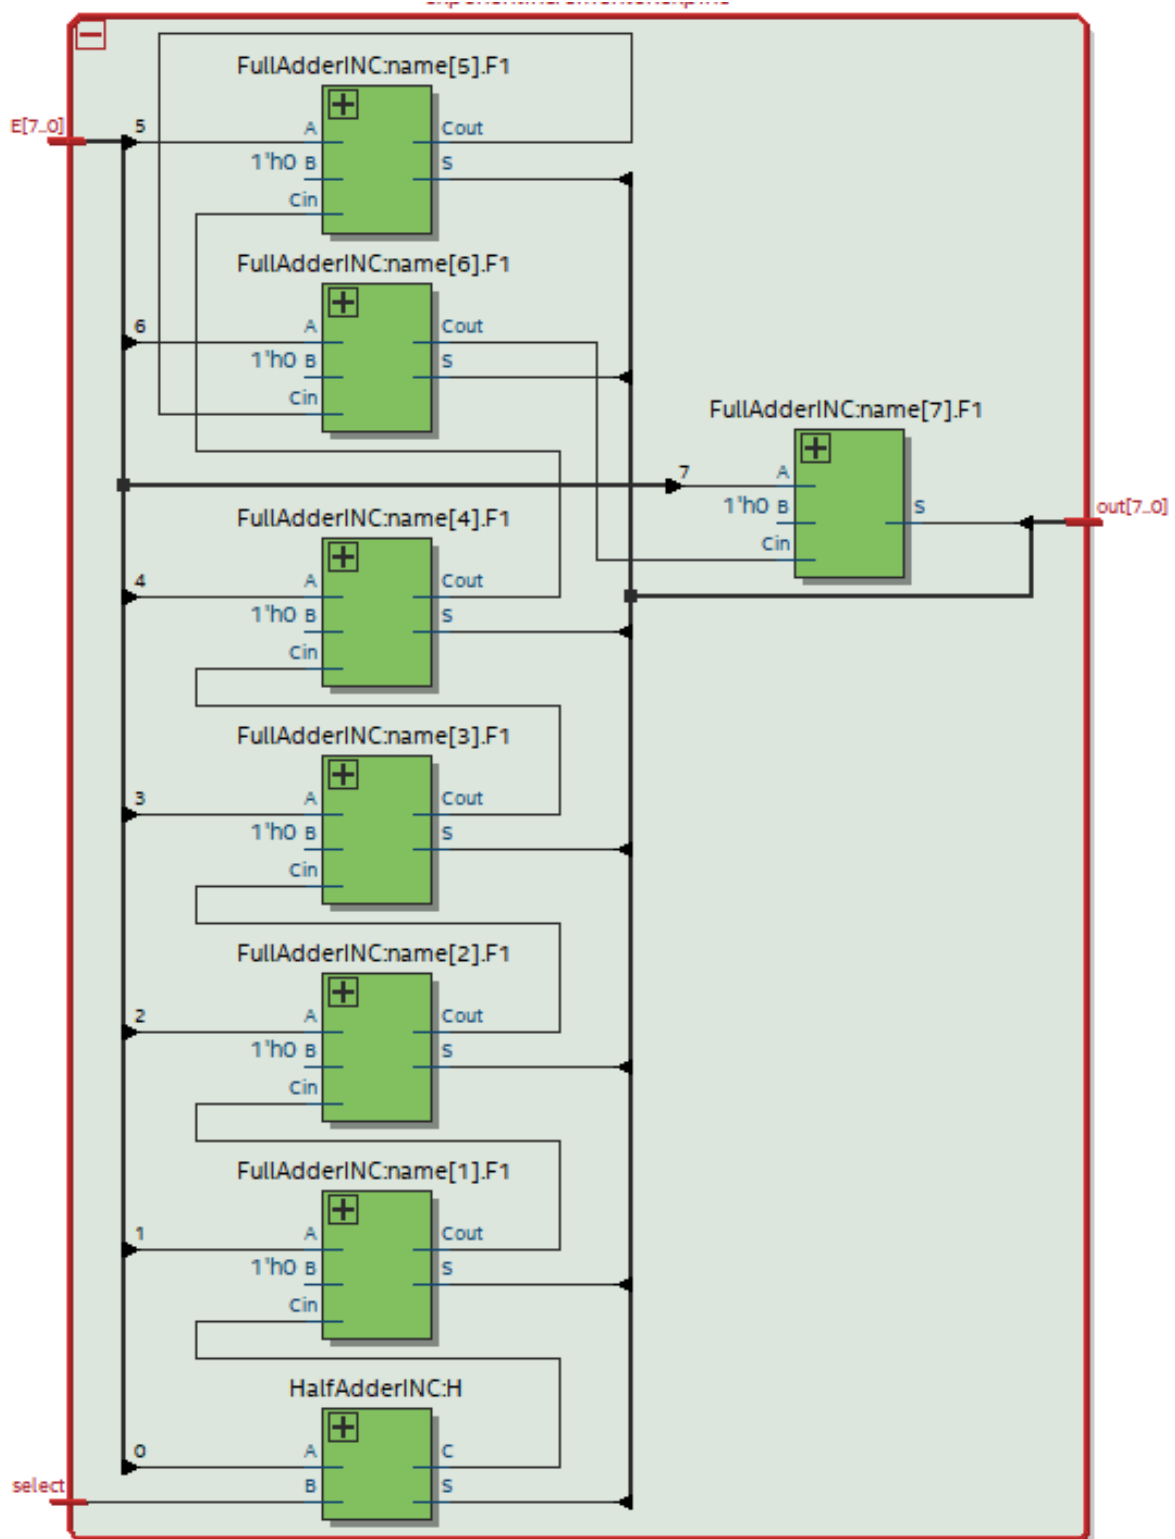 FullAdderINC:name[5].F1
E[7..0]
5
A
Cout
1'h0 B
S
Cin
FullAdderINC:name[6].F1
6
A
Cout
1'h0 B
S
Cin
FullAdderINC:name[7].F1
7
A
1'h0 B
S
out[7..0]
Cin
FullAdderINC:name[4].F1
4
A
Cout
1'h0 B
S
Cin
FullAdderINC:name[3].F1
3
A
Cout
1'h0 B
S
Cin
FullAdderINC:name[2].F1
2
A
Cout
1'h0 B
S
Cin
FullAdderINC:name[1].F1
1
A
Cout
1'h0 B
S
Cin
HalfAdderINC:H
0
A
C
select
B
S